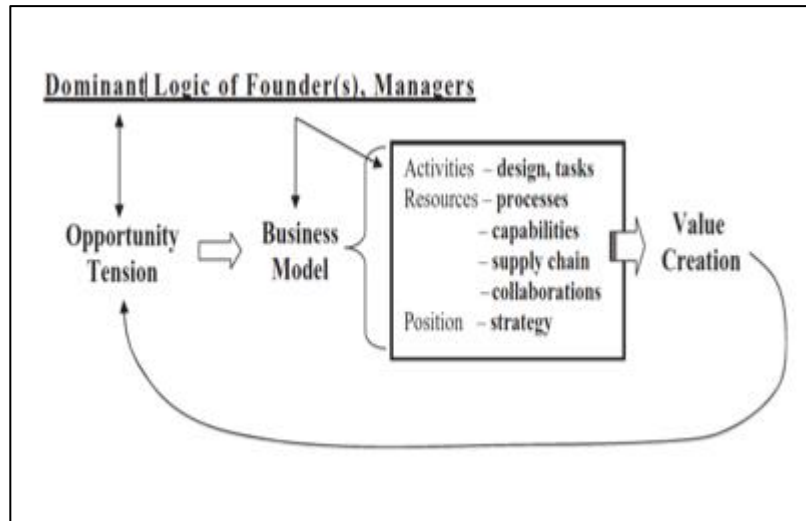 Dominant Logic of Founder(s), Managers
Opportunity
Tension
Business
Model
Activities – design, tasks
Resources – processes
– capabilities
– supply chain
– collaborations
Position – strategy
Value
Creation